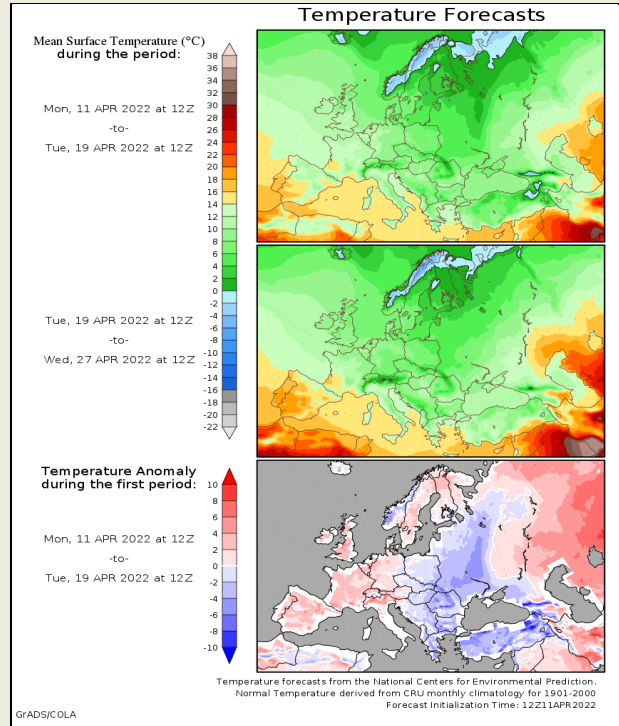 Temperature Forecasts
Mean Surface Temperature (°C)
during the period:
Mon, 11 APR 2022 at 12Z
-to-
Tue, 19 APR 2022 at 12Z
38
36
34
32
30
28
26
24
22
20
18
16
14
12
10
8
6
4
2
0
-2
-4
-6
-8
-10
-12
-14
-16
-18
-20
-22
Tue, 19 APR 2022 at 12Z
-to-
Wed, 27 APR 2022 at 12Z
Temperature Anomaly
during the first period:
Mon, 11 APR 2022 at 12Z
-to-
Tue, 19 APR 2022 at 12Z
10
8
6
4
2
0
-2
-4
-6
-8
-10
Temperature forecasts from the National Centers for Environmental Prediction.
Normal Temperature derived from CRU monthly climatology for 1901-2000
Forecast Initialization Time: 12Z11APR2022
GrADS/COLA